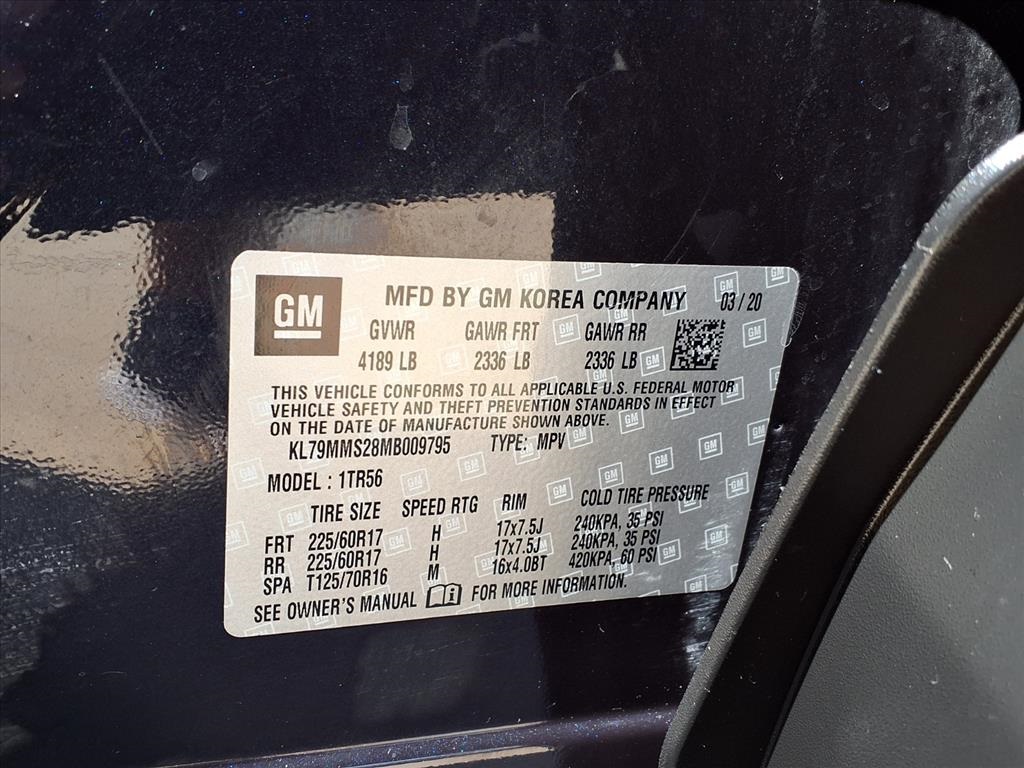 GM MFD BY GM KOREA COMPANY 03/20
GVWR GAWR FRT GAWR RR
4189 LB 2336 LB 2336 LB
THIS VEHICLE CONFORMS TO ALL APPLICABLE U.S. FEDERAL MOTOR
VEHICLE SAFETY AND THEFT PREVENTION STANDARDS IN EFFECT
ON THE DATE OF MANUFACTURE SHOWN ABOVE.
KL79MMS28MB009795 TYPE: MPV
MODEL : 1TR56
TIRE SIZE SPEED RTG RIM COLD TIRE PRESSURE
FRT 225/60R17 H 17x7.5J 240KPA, 35 PSI
RR 225/60R17 H 17x7.5J 240KPA, 35 PSI
SPA T125/70R16 M 16x4.0BT 420KPA, 60 PSI
SEE OWNER'S MANUAL FOR MORE INFORMATION.